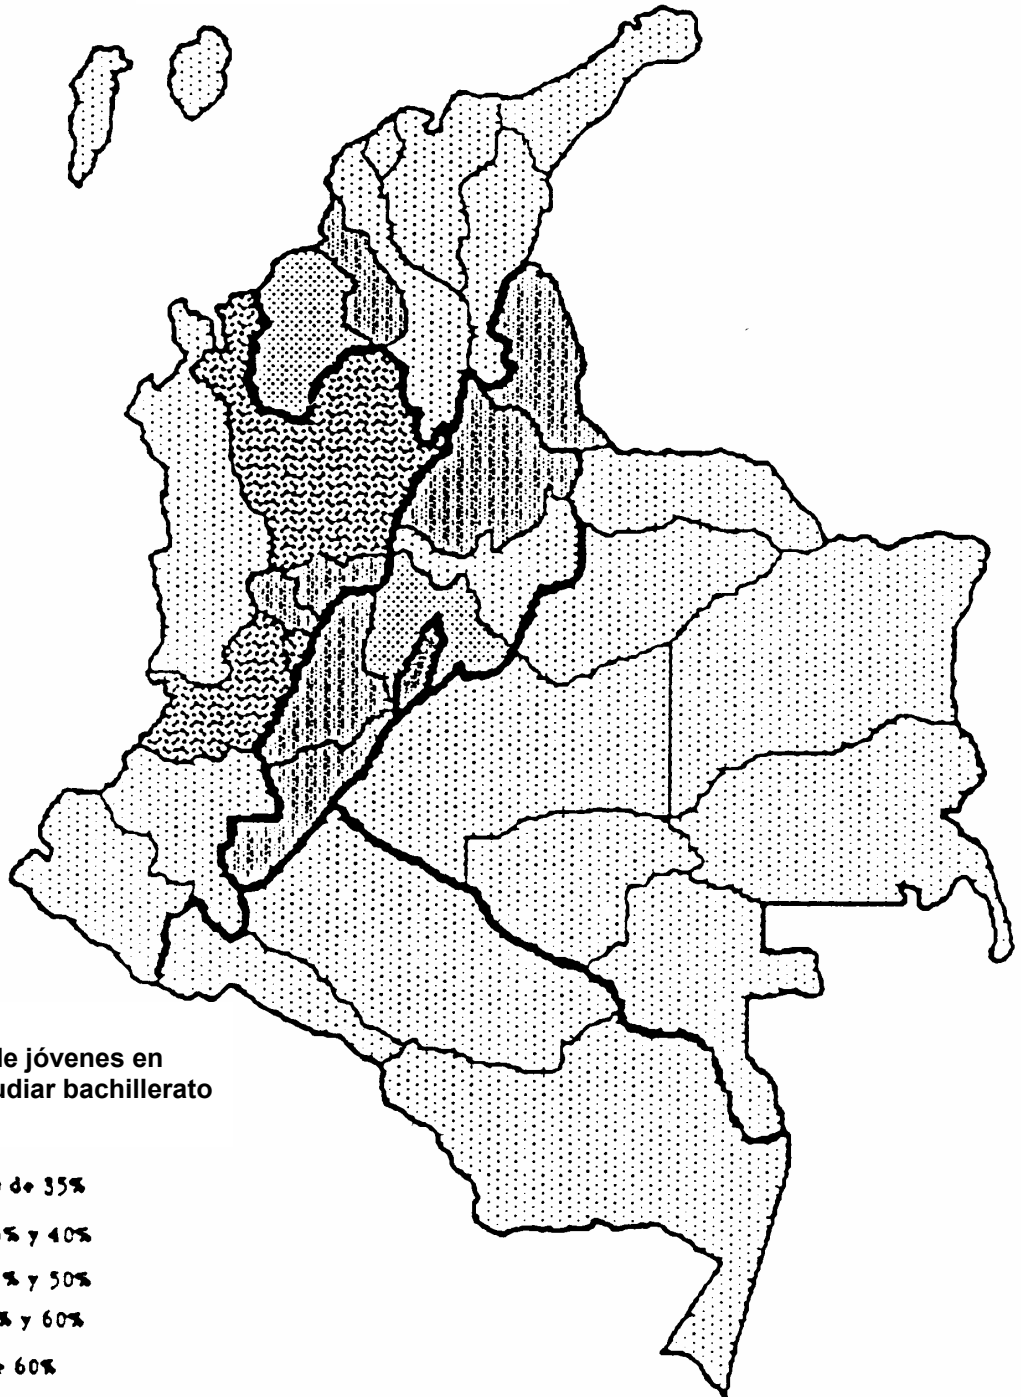 de jóvenes en
udiar bachillerato
de 35%
% y 40%
% y 50%
% y 60%
60%